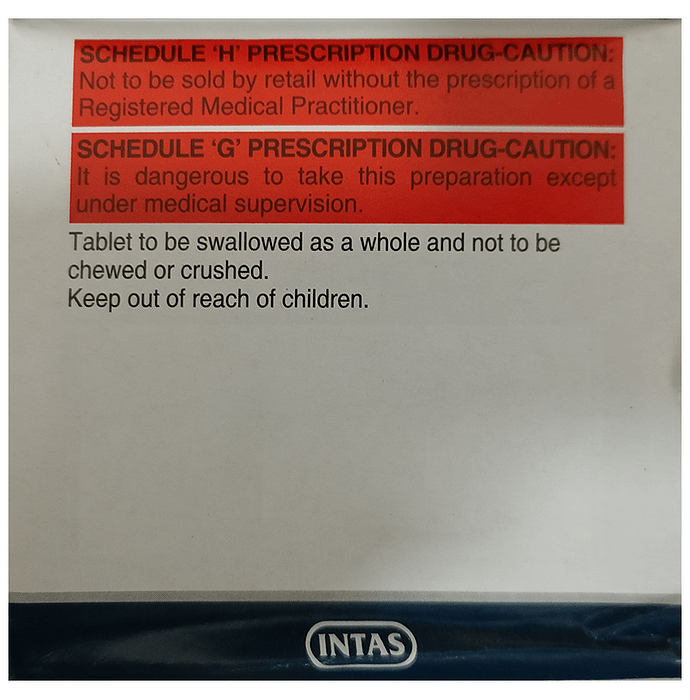 SCHEDULE ‘H’ PRESCRIPTION DRUG-CAUTION:
Not to be sold by retail without the prescription of a
Registered Medical Practitioner.
SCHEDULE ‘G’ PRESCRIPTION DRUG-CAUTION:
It is dangerous to take this preparation except
under medical supervision.
Tablet to be swallowed as a whole and not to be
chewed or crushed.
Keep out of reach of children.
INTAS